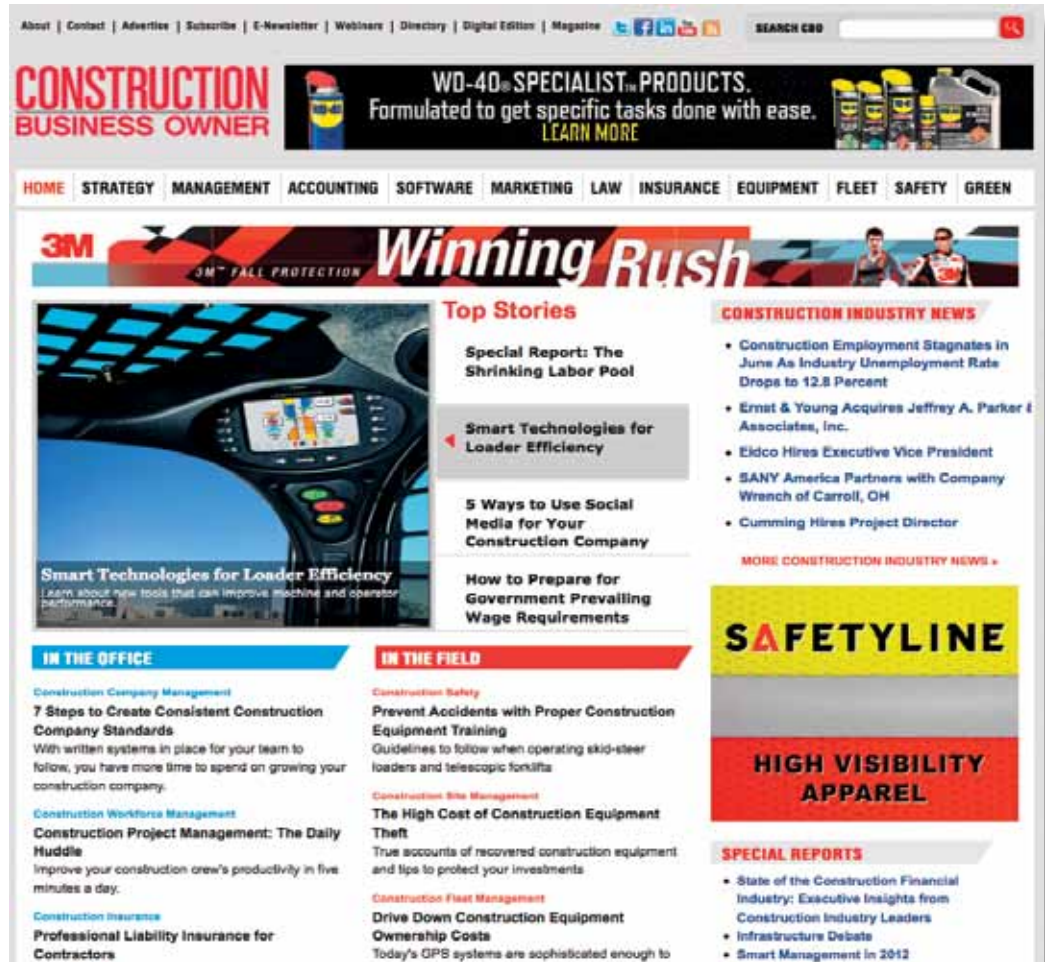 About | Contact | Advertise | Subscribe | E-Newsletter | Webinars | Directory | Digital Edition | Magazine
SEARCH CBO
CONSTRUCTION
BUSINESS OWNER
WD-40® SPECIALIST™ PRODUCTS.
Formulated to get specific tasks done with ease.
LEARN MORE
HOME STRATEGY MANAGEMENT ACCOUNTING SOFTWARE MARKETING LAW INSURANCE EQUIPMENT FLEET SAFETY GREEN
3M
3M™ FALL PROTECTION
Winning Rush
Top Stories
Special Report: The
Shrinking Labor Pool
Smart Technologies for
Loader Efficiency
5 Ways to Use Social
Media for Your
Construction Company
How to Prepare for
Government Prevailing
Wage Requirements
Smart Technologies for Loader Efficiency
Learn about new tools that can improve machine and operator
performance.
CONSTRUCTION INDUSTRY NEWS
• Construction Employment Stagnates in
June As Industry Unemployment Rate
Drops to 12.8 Percent
• Ernst & Young Acquires Jeffrey A. Parker &
Associates, Inc.
• Eidco Hires Executive Vice President
• SANY America Partners with Company
Wrench of Carroll, OH
• Cumming Hires Project Director
MORE CONSTRUCTION INDUSTRY NEWS »
SAFETYLINE
HIGH VISIBILITY
APPAREL
IN THE OFFICE
Construction Company Management
7 Steps to Create Consistent Construction
Company Standards
With written systems in place for your team to
follow, you have more time to spend on growing your
construction company.
Construction Workforce Management
Construction Project Management: The Daily
Huddle
Improve your construction crew's productivity in five
minutes a day.
Construction Insurance
Professional Liability Insurance for
Contractors
IN THE FIELD
Construction Safety
Prevent Accidents with Proper Construction
Equipment Training
Guidelines to follow when operating skid-steer
loaders and telescopic forklifts
Construction Site Management
The High Cost of Construction Equipment
Theft
True accounts of recovered construction equipment
and tips to protect your investments
Construction Fleet Management
Drive Down Construction Equipment
Ownership Costs
Today's GPS systems are sophisticated enough to
SPECIAL REPORTS
• State of the Construction Financial
Industry: Executive Insights from
Construction Industry Leaders
• Infrastructure Debate
• Smart Management in 2012